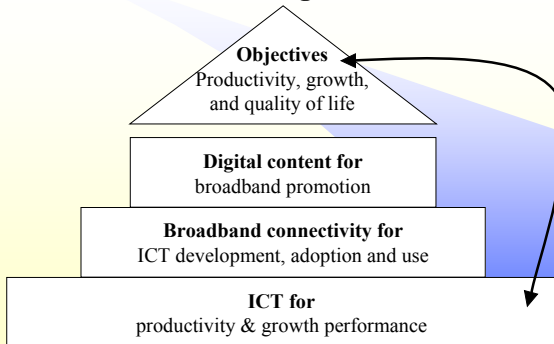 Objectives
Productivity, growth,
and quality of life
Digital content for
broadband promotion
Broadband connectivity for
ICT development, adoption and use
ICT for
productivity & growth performance